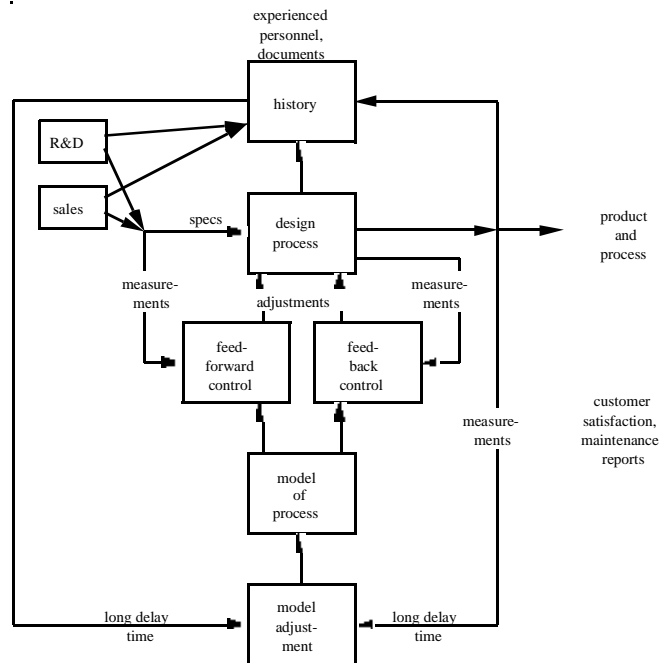 experienced
personnel,
documents
history
R&D
sales
specs
design
process
product
and
process
measure-
ments
adjustments
measure-
ments
feed-
forward
control
feed-
back
control
customer
satisfaction,
maintenance
reports
measure-
ments
model
of
process
long delay
time
model
adjust-
ment
long delay
time